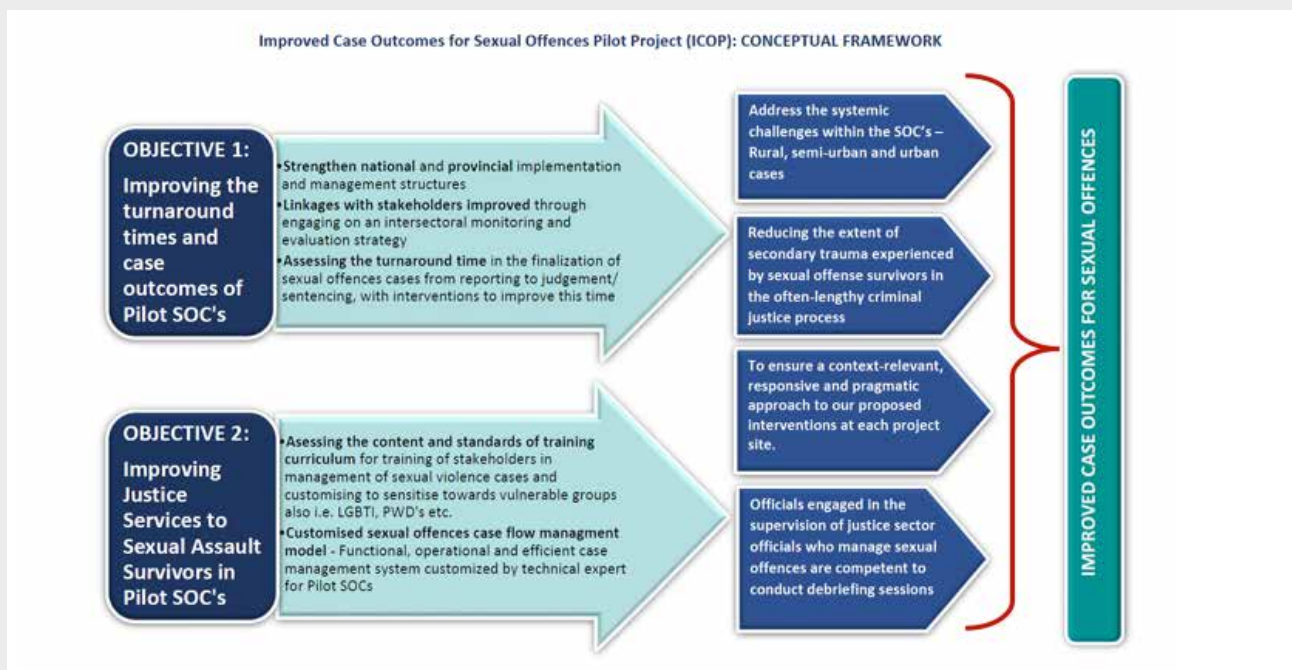 Improved Case Outcomes for Sexual Offences Pilot Project (ICOP): CONCEPTUAL FRAMEWORK
OBJECTIVE 1:
Improving the
turnaround
times and
case
outcomes of
Pilot SOC's
•Strengthen national and provincial implementation
and management structures
•Linkages with stakeholders improved through
engaging on an intersectoral monitoring and
evaluation strategy
•Assessing the turnaround time in the finalization of
sexual offences cases from reporting to judgement/
sentencing, with interventions to improve this time
OBJECTIVE 2:
Improving
Justice
Services to
Sexual Assault
Survivors in
Pilot SOC's
•Asessing the content and standards of training
curriculum for training of stakeholders in
management of sexual violence cases and
customising to sensitise towards vulnerable groups
also i.e. LGBTI, PWD's etc.
•Customised sexual offences case flow managment
model - Functional, operational and efficient case
management system customized by technical expert
for Pilot SOCs
Address the systemic
challenges within the SOC's –
Rural, semi-urban and urban
cases
Reducing the extent of
secondary trauma experienced
by sexual offense survivors in
the often-lengthy criminal
justice process
To ensure a context-relevant,
responsive and pragmatic
approach to our proposed
interventions at each project
site.
Officials engaged in the
supervision of justice sector
officials who manage sexual
offences are competent to
conduct debriefing sessions
IMPROVED CASE OUTCOMES FOR SEXUAL OFFENCES